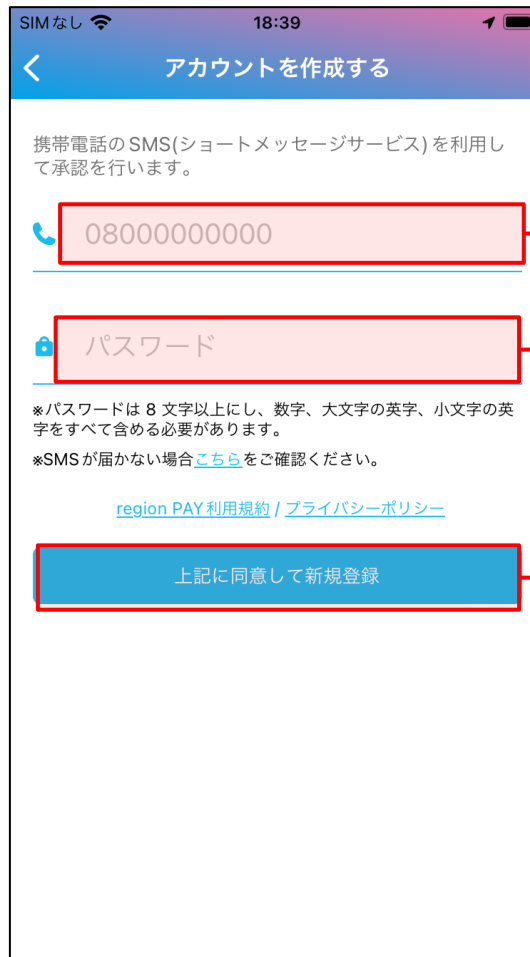 SIMなし 18:39
アカウントを作成する
携帯電話のSMS(ショートメッセージサービス)を利用し
て承認を行います。
08000000000
パスワード
※パスワードは 8 文字以上にし、数字、大文字の英字、小文字の英
字をすべて含める必要があります。
※SMSが届かない場合こちらをご確認ください。
region PAY利用規約 / プライバシーポリシー
上記に同意して新規登録